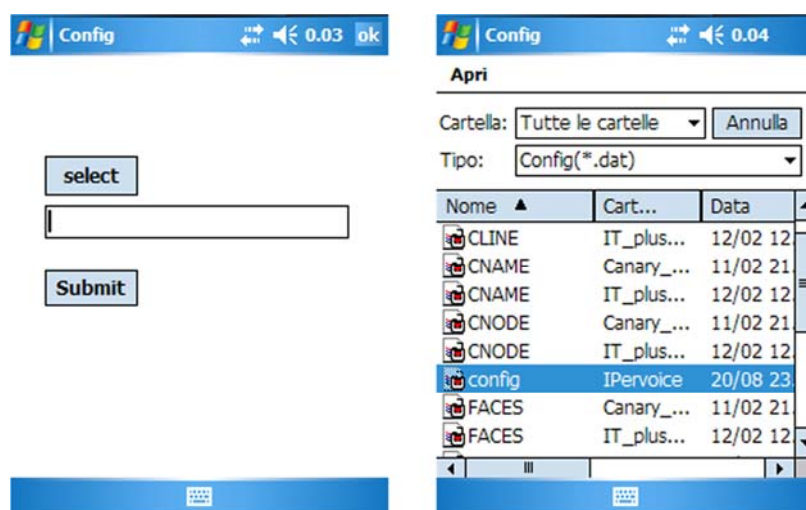 Config 0.03 ok
select
Submit
Config 0.04
Apri
Cartella: Tutte le cartelle Annulla
Tipo: Config(*.dat)
Nome Cart... Data
CLINE IT_plus... 12/02 12.
CNAME Canary_... 11/02 21.
CNAME IT_plus... 12/02 12.
CNODE Canary_... 11/02 21.
CNODE IT_plus... 12/02 12.
config IPervoice 20/08 23.
FACES Canary_... 11/02 21.
FACES IT_plus... 12/02 12.